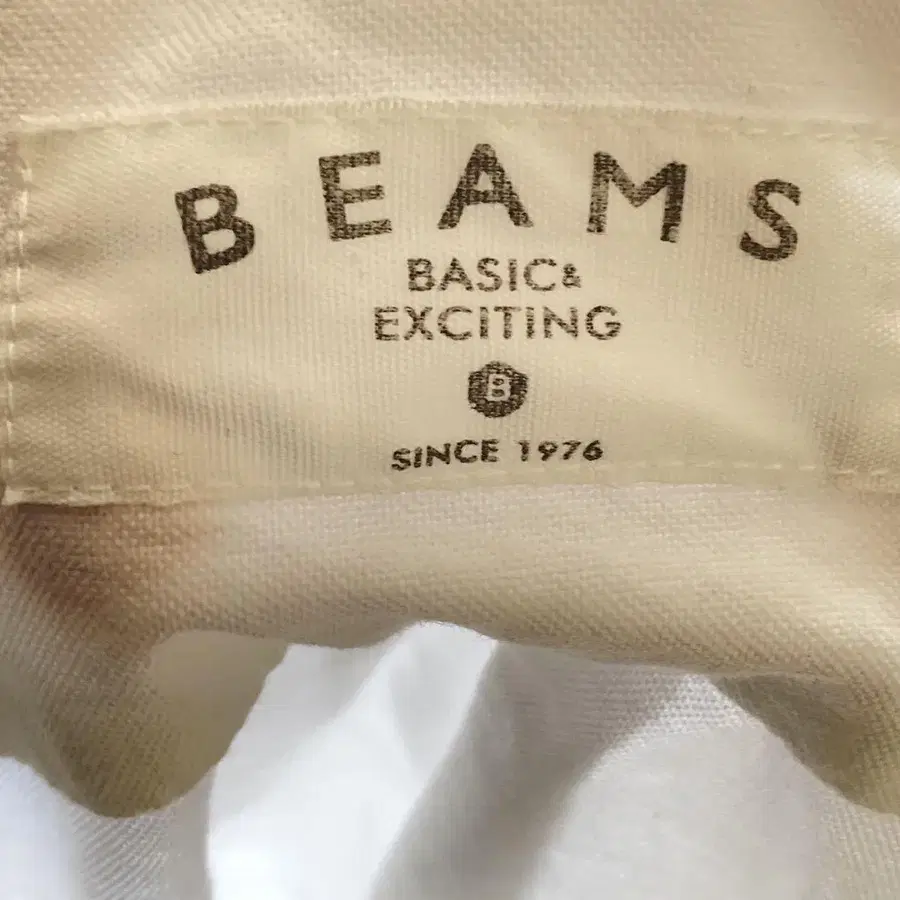 BEAMS
BASIC&
EXCITING
B
SINCE 1976